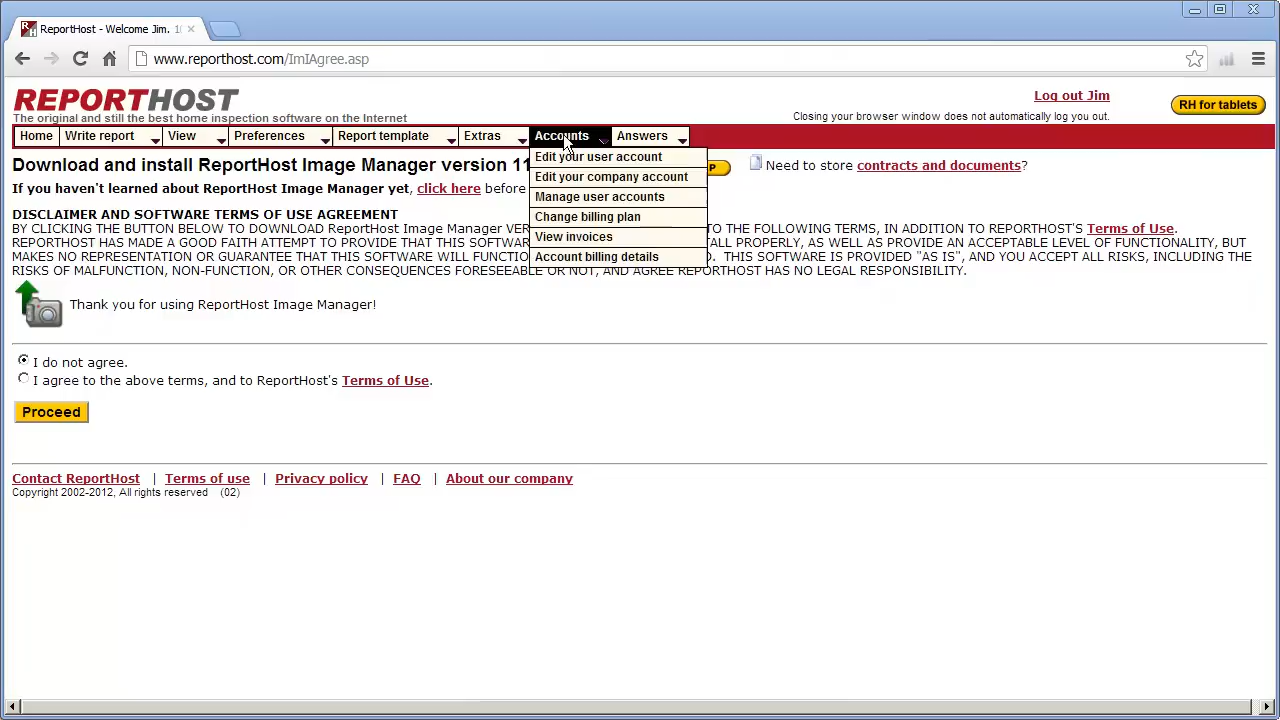 ReportHost - Welcome Jim.
www.reporthost.com/ImIAgree.asp
REPORTHOST
The original and still the best home inspection software on the Internet
Log out Jim
RH for tablets
Closing your browser window does not automatically log you out.
Home Write report View Preferences Report template Extras Accounts Answers
Edit your user account
Edit your company account
Manage user accounts
Change billing plan
View invoices
Account billing details
Download and install ReportHost Image Manager version 11
Need to store contracts and documents?
If you haven't learned about ReportHost Image Manager yet, click here before
DISCLAIMER AND SOFTWARE TERMS OF USE AGREEMENT
BY CLICKING THE BUTTON BELOW TO DOWNLOAD ReportHost Image Manager TO THE FOLLOWING TERMS, IN ADDITION TO REPORTHOST'S Terms of Use.
REPORTHOST HAS MADE A GOOD FAITH ATTEMPT TO PROVIDE THAT THIS SOFTWARE ALL PROPERLY, AS WELL AS PROVIDE AN ACCEPTABLE LEVEL OF FUNCTIONALITY, BUT
MAKES NO REPRESENTATION OR GUARANTEE THAT THIS SOFTWARE WILL FUNCTION THIS SOFTWARE IS PROVIDED "AS IS", AND YOU ACCEPT ALL RISKS, INCLUDING THE
RISKS OF MALFUNCTION, NON-FUNCTION, OR OTHER CONSEQUENCES FORESEEABLE OR NOT, AND AGREE REPORTHOST HAS NO LEGAL RESPONSIBILITY.
Thank you for using ReportHost Image Manager!
I do not agree.
I agree to the above terms, and to ReportHost's Terms of Use.
Proceed
Contact ReportHost | Terms of use | Privacy policy | FAQ | About our company
Copyright 2002-2012, All rights reserved (02)